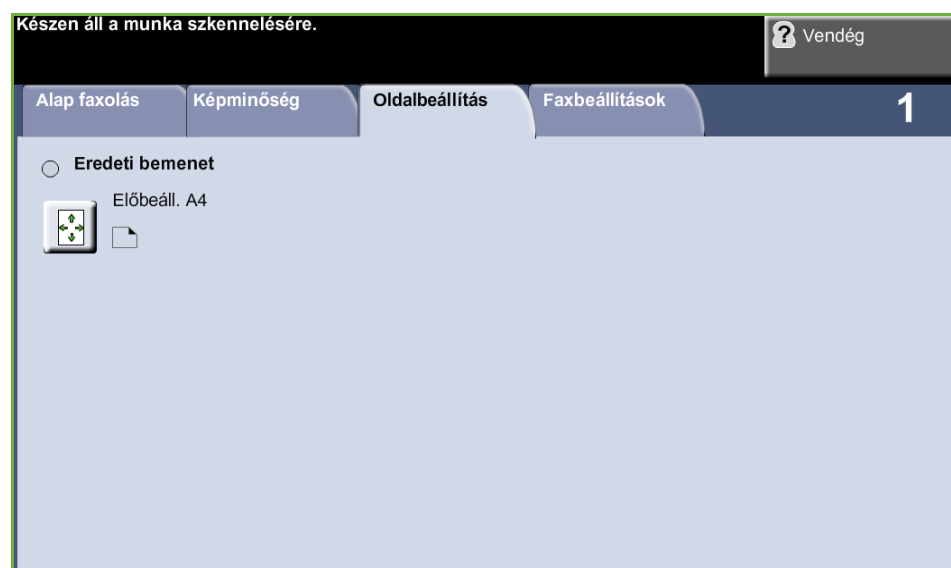 Készen áll a munka szkennelésére.
? Vendég
Alap faxolás Képminőség Oldalbeállítás Faxbeállítások 1
Eredeti bemenet
Előbeáll. A4